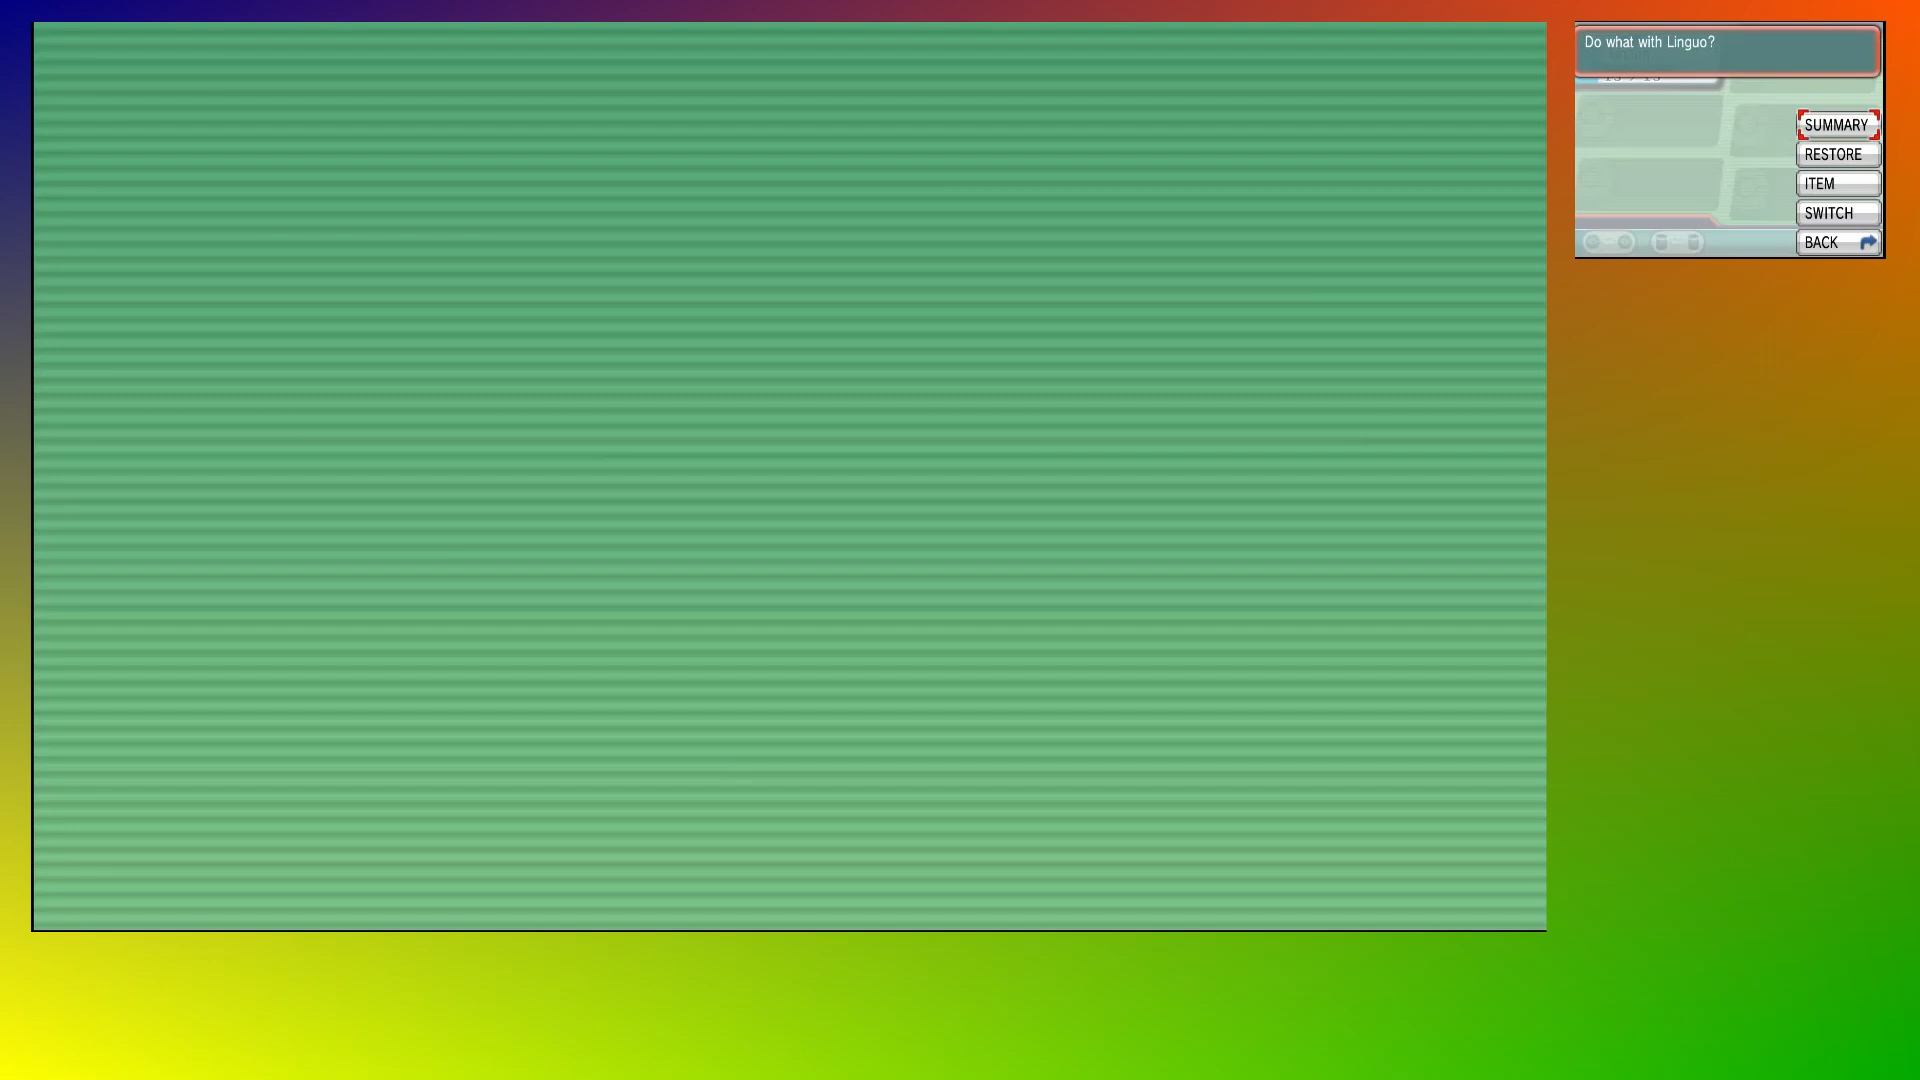 Do what with Linguo?
SUMMARY
RESTORE
ITEM
SWITCH
BACK